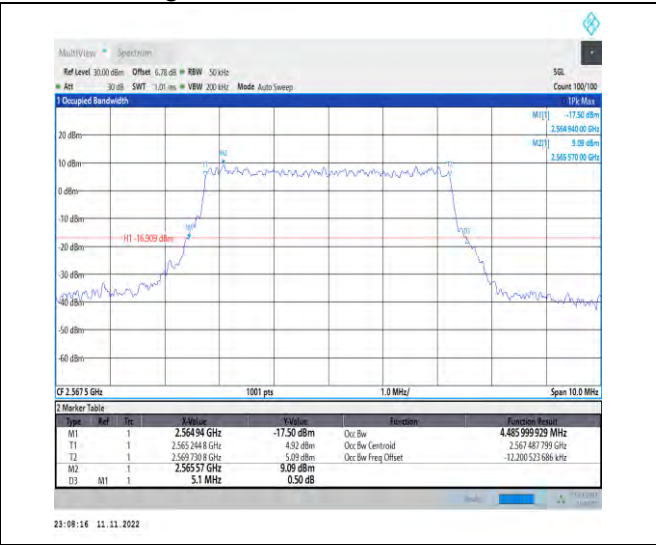 MultiView Spectrum
Ref Level 30.00 dBm Offset 6.78 dB RBW 50 kHz SGL
Att 30 dB SWT 1.01 ms VBW 200 kHz Mode Auto Sweep Count 100/100
1 Occupied Bandwidth 1Pk Max
M1[1] -17.50 dBm
2.564 940 00 GHz
M2[1] 9.09 dBm
2.565 570 00 GHz
20 dBm
M2
10 dBm
T1 T2
0 dBm
-10 dBm
M1 D3
H1 -16.909 dBm
-20 dBm
-30 dBm
-40 dBm
-50 dBm
-60 dBm
CF 2.567 5 GHz 1001 pts 1.0 MHz/ Span 10.0 MHz
2 Marker Table
Type Ref Trc X-Value Y-Value Function Function Result
M1 1 2.564 94 GHz -17.50 dBm Occ Bw 4.485 999 929 MHz
T1 1 2.565 244 8 GHz 4.92 dBm Occ Bw Centroid 2.567 487 799 GHz
T2 1 2.569 730 8 GHz 5.09 dBm Occ Bw Freq Offset -12.200 523 686 kHz
M2 1 2.565 57 GHz 9.09 dBm
D3 M1 1 5.1 MHz 0.50 dB
23:08:16 11.11.2022